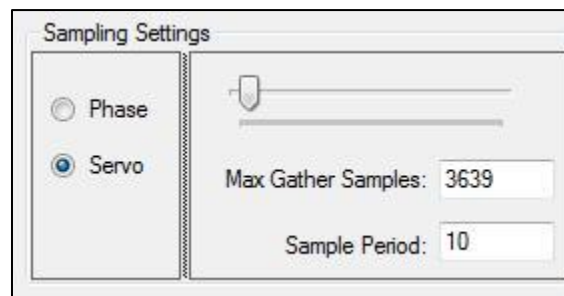 Sampling Settings
Phase
Servo
Max Gather Samples: 3639
Sample Period: 10